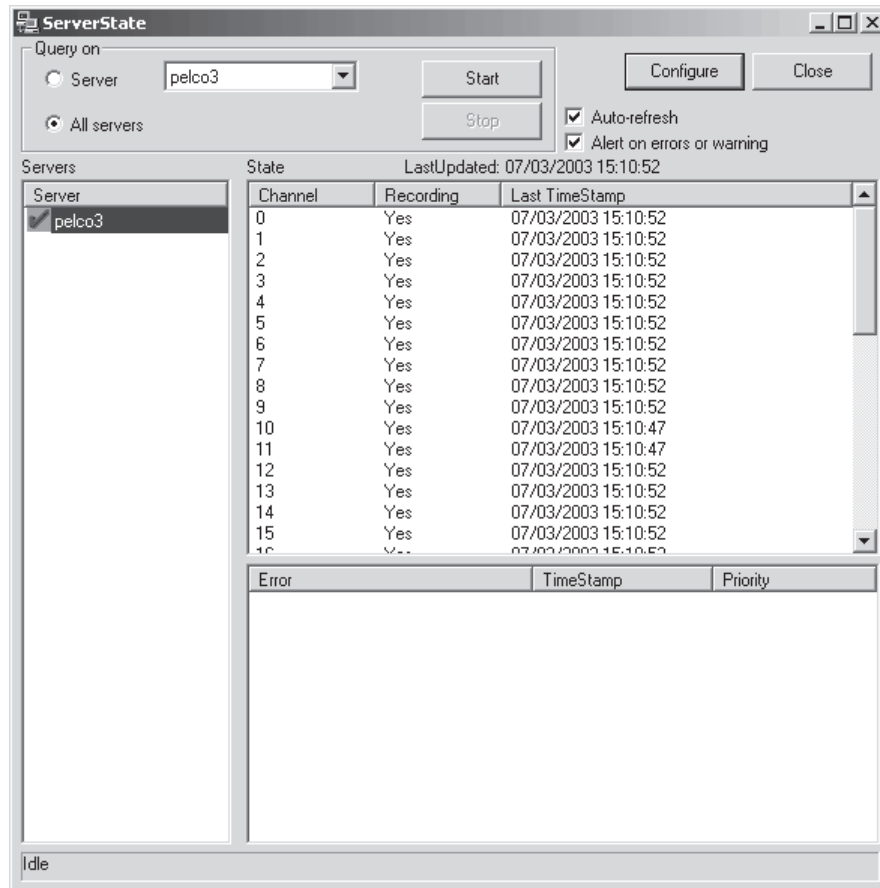 ServerState
Query on
Server pelco3 Start Configure Close
All servers Stop Auto-refresh
Alert on errors or warning
Servers State LastUpdated: 07/03/2003 15:10:52
Server Channel Recording Last TimeStamp
pelco3 0 Yes 07/03/2003 15:10:52
1 Yes 07/03/2003 15:10:52
2 Yes 07/03/2003 15:10:52
3 Yes 07/03/2003 15:10:52
4 Yes 07/03/2003 15:10:52
5 Yes 07/03/2003 15:10:52
6 Yes 07/03/2003 15:10:52
7 Yes 07/03/2003 15:10:52
8 Yes 07/03/2003 15:10:52
9 Yes 07/03/2003 15:10:52
10 Yes 07/03/2003 15:10:47
11 Yes 07/03/2003 15:10:47
12 Yes 07/03/2003 15:10:52
13 Yes 07/03/2003 15:10:52
14 Yes 07/03/2003 15:10:52
15 Yes 07/03/2003 15:10:52
Error TimeStamp Priority
Idle